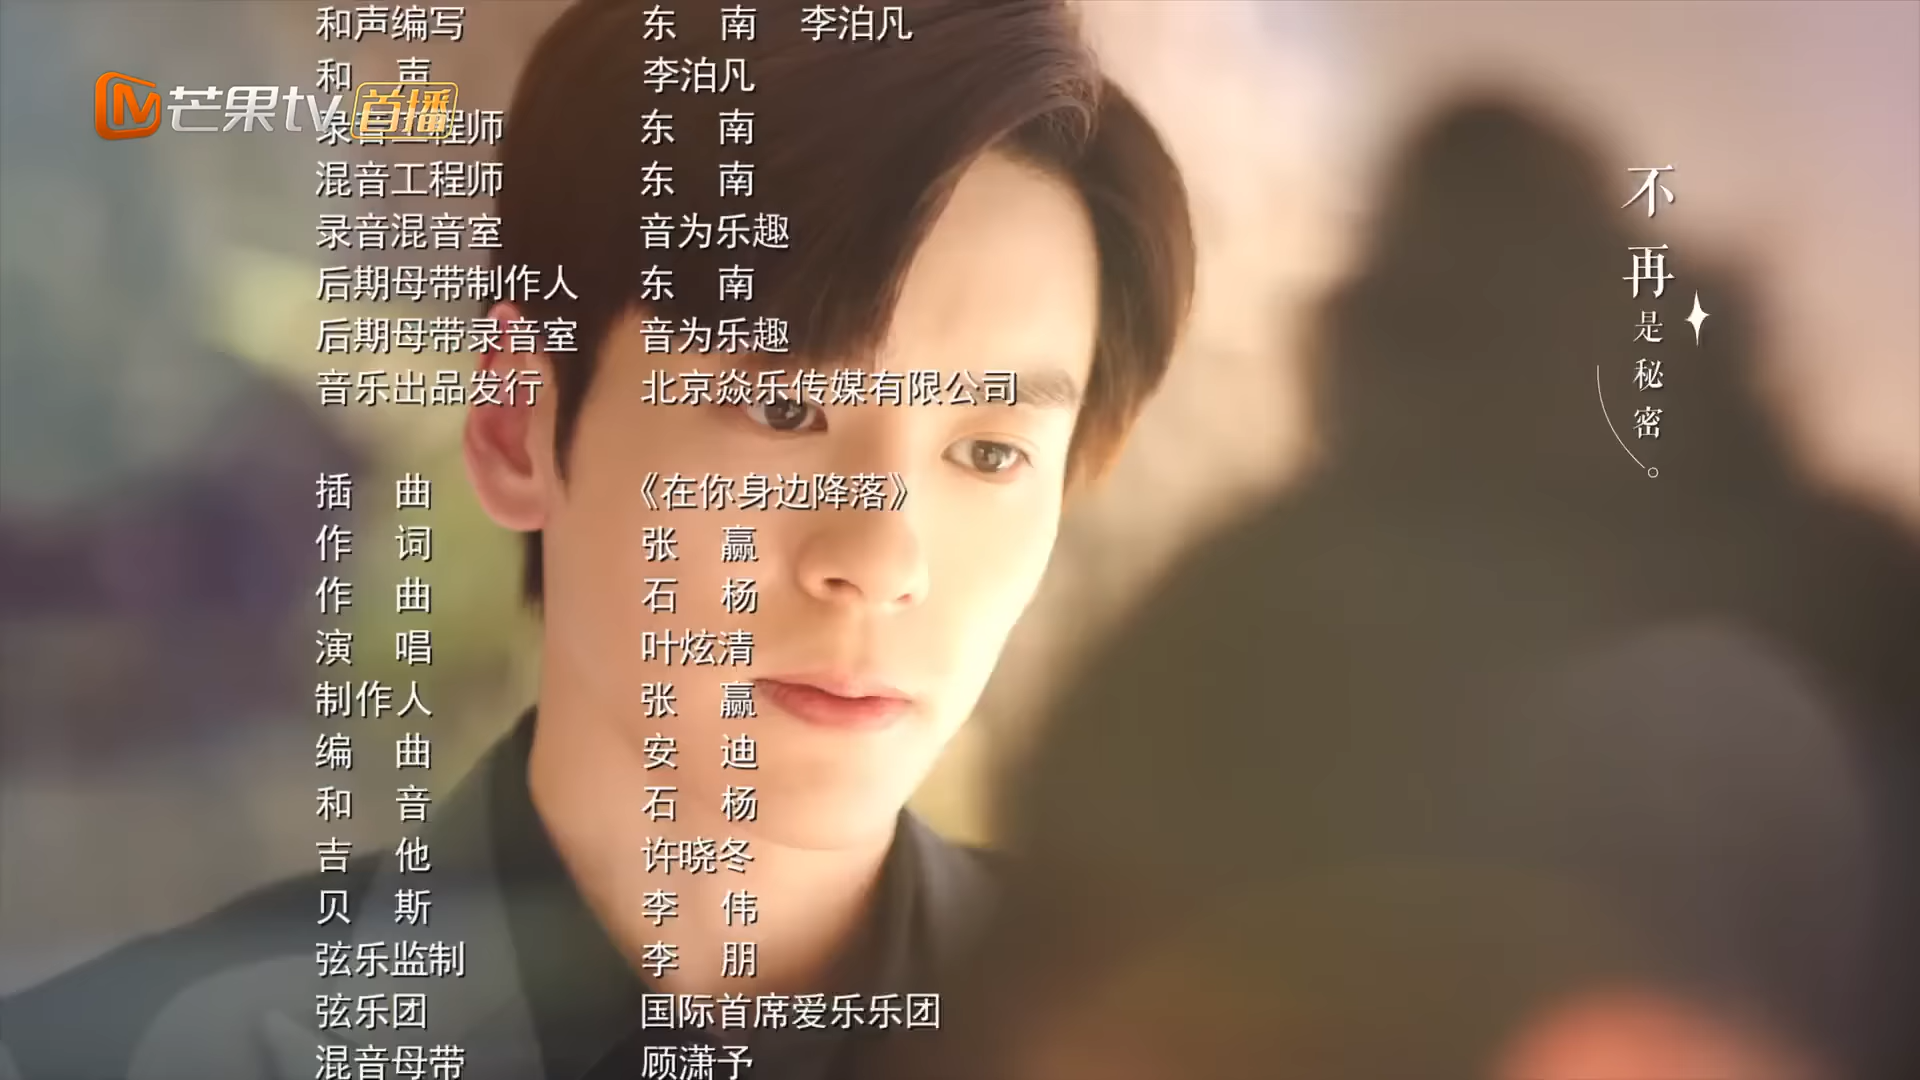 和声编写 东 南 李泊凡
和 声 李泊凡
芒果tv 首播
录音工程师 东 南
混音工程师 东 南
录音混音室 音为乐趣
后期母带制作人 东 南
后期母带录音室 音为乐趣
音乐出品发行 北京焱乐传媒有限公司
插 曲 《在你身边降落》
作 词 张 赢
作 曲 石 杨
演 唱 叶炫清
制作人 张 赢
编 曲 安 迪
和 音 石 杨
吉 他 许晓冬
贝 斯 李 伟
弦乐监制 李 朋
弦乐团 国际首席爱乐乐团
混音母带 顾潇予
不再是秘密。